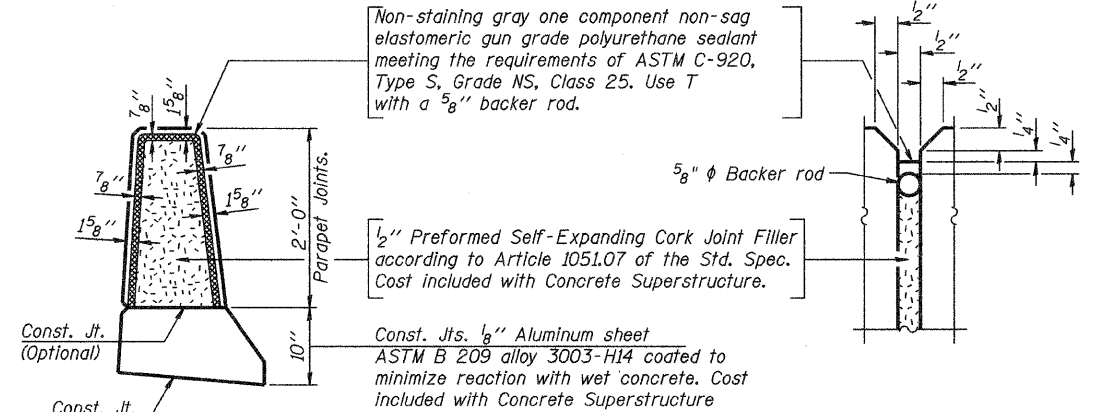 Non-staining gray one component non-sag
elastomeric gun grade polyurethane sealant
meeting the requirements of ASTM C-920,
Type S, Grade NS, Class 25. Use T
with a 5/8" backer rod.
1/2"
1/2"
1/2"
1/2"
1/4"
1/4"
7/8"
1 5/8"
7/8"
7/8"
1 5/8"
1 5/8"
2'-0"
Parapet Joints.
5/8" ϕ Backer rod
1/2" Preformed Self-Expanding Cork Joint Filler
according to Article 1051.07 of the Std. Spec.
Cost included with Concrete Superstructure.
Const. Jt.
(Optional)
10"
Const. Jts. 1/8" Aluminum sheet
ASTM B 209 alloy 3003-H14 coated to
minimize reaction with wet concrete. Cost
included with Concrete Superstructure
Const. Jt.